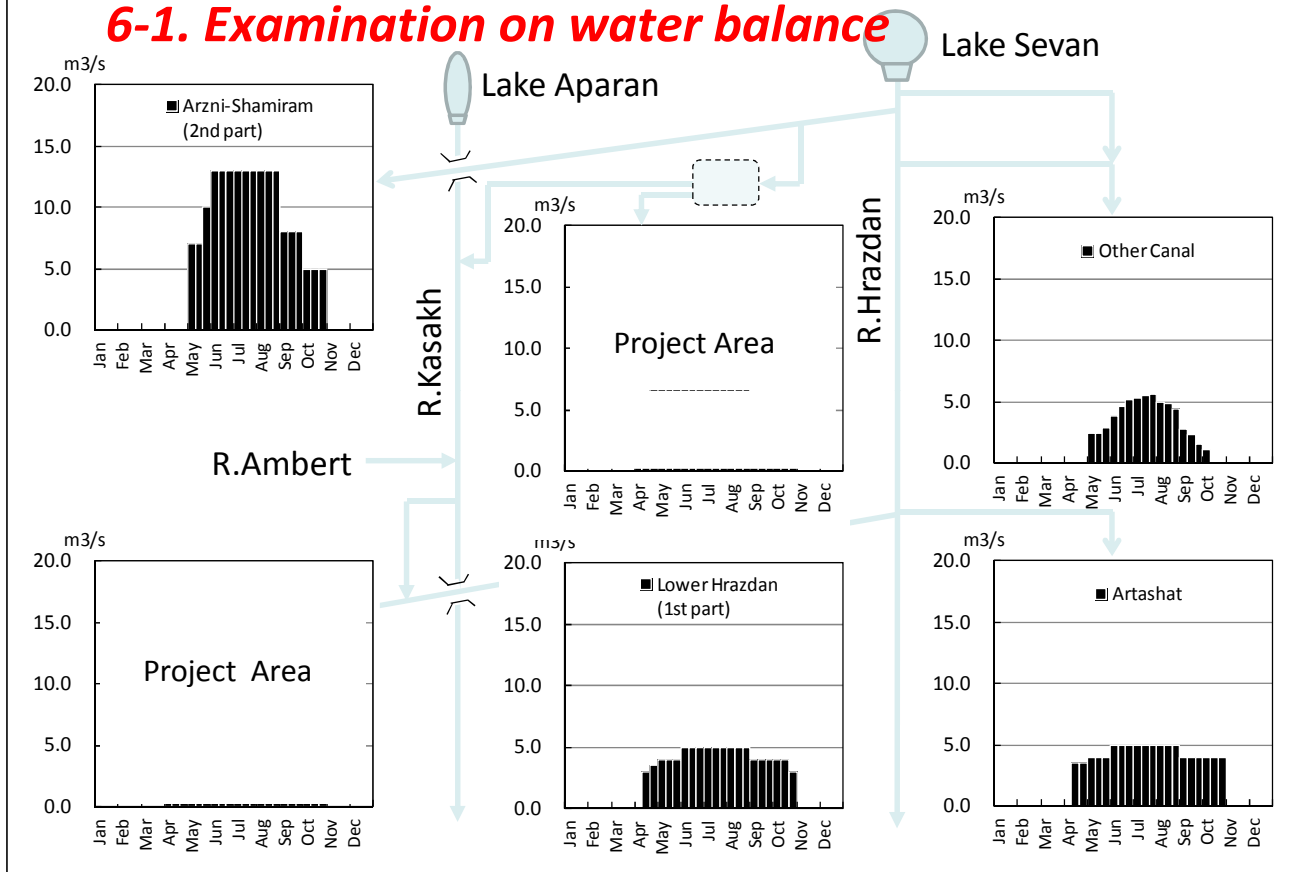 6-1. Examination on water balance
Lake Sevan
Lake Aparan
m3/s
20.0
15.0
10.0
5.0
0.0
Arzni-Shamiram
(2nd part)
Jan
Feb
Mar
Apr
May
Jun
Jul
Aug
Sep
Oct
Nov
Dec
R.Kasakh
m3/s
20.0
15.0
10.0
5.0
0.0
Project Area
Jan
Feb
Mar
Apr
May
Jun
Jul
Aug
Sep
Oct
Nov
Dec
R.Hrazdan
m3/s
20.0
15.0
10.0
5.0
0.0
Other Canal
Jan
Feb
Mar
Apr
May
Jun
Jul
Aug
Sep
Oct
Nov
Dec
R.Ambert
m3/s
20.0
15.0
10.0
5.0
0.0
Project Area
Jan
Feb
Mar
Apr
May
Jun
Jul
Aug
Sep
Oct
Nov
Dec
m3/s
20.0
15.0
10.0
5.0
0.0
Lower Hrazdan
(1st part)
Jan
Feb
Mar
Apr
May
Jun
Jul
Aug
Sep
Oct
Nov
Dec
m3/s
20.0
15.0
10.0
5.0
0.0
Artashat
Jan
Feb
Mar
Apr
May
Jun
Jul
Aug
Sep
Oct
Nov
Dec